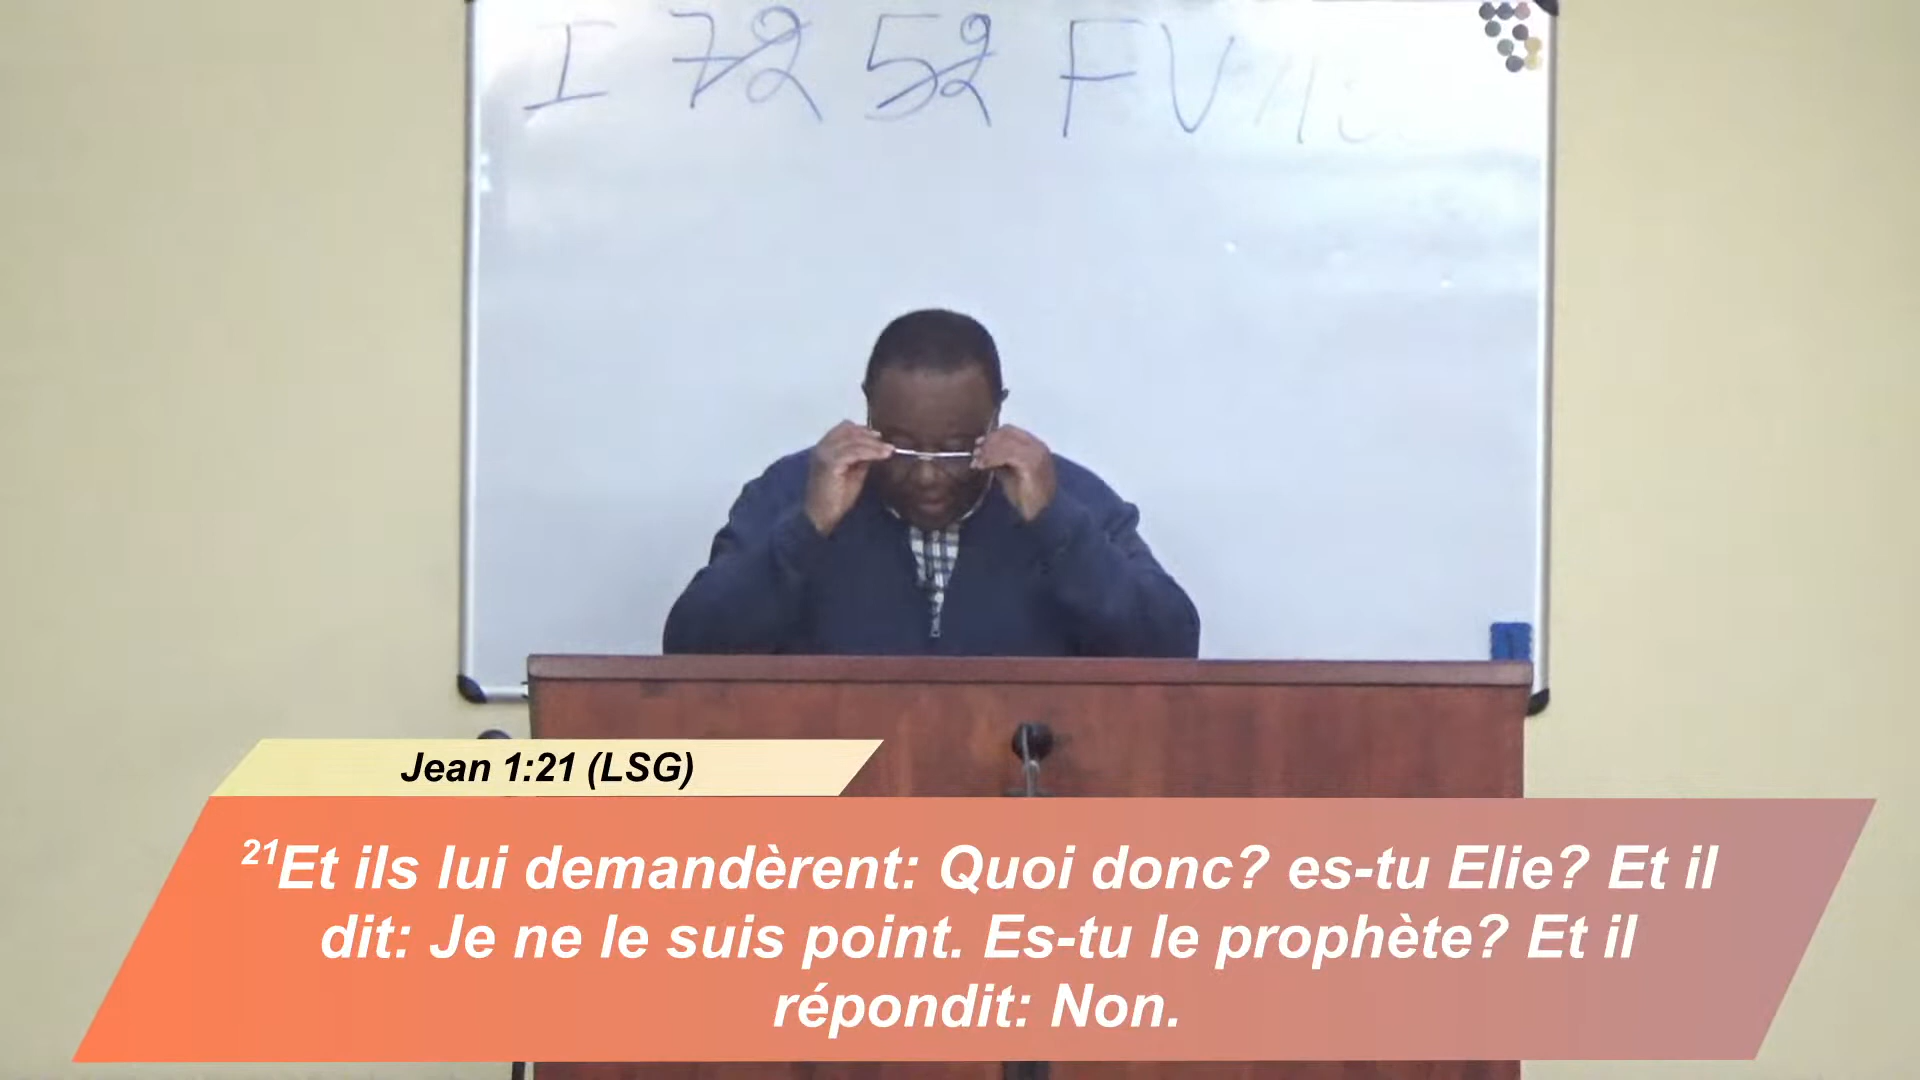 I 72 52 F V
Jean 1:21 (LSG)
21Et ils lui demandèrent: Quoi donc? es-tu Elie? Et il
dit: Je ne le suis point. Es-tu le prophète? Et il
répondit: Non.